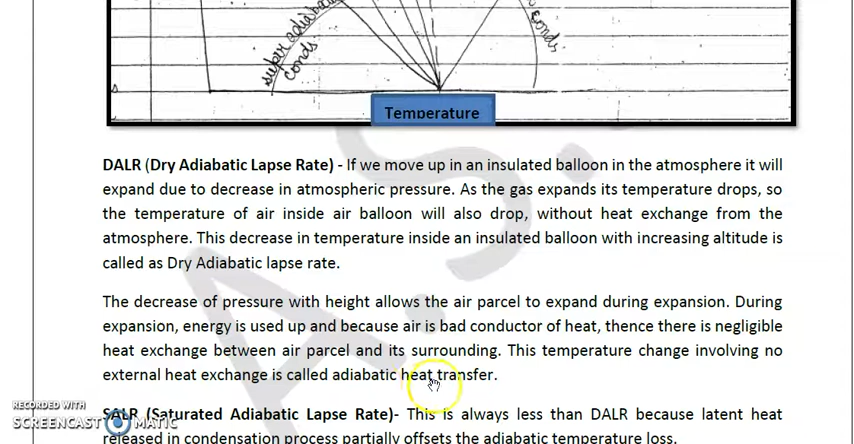 super adiabatic
conds
conds
Temperature
DALR (Dry Adiabatic Lapse Rate) - If we move up in an insulated balloon in the atmosphere it will
expand due to decrease in atmospheric pressure. As the gas expands its temperature drops, so
the temperature of air inside air balloon will also drop, without heat exchange from the
atmosphere. This decrease in temperature inside an insulated balloon with increasing altitude is
called as Dry Adiabatic lapse rate.
The decrease of pressure with height allows the air parcel to expand during expansion. During
expansion, energy is used up and because air is bad conductor of heat, thence there is negligible
heat exchange between air parcel and its surrounding. This temperature change involving no
external heat exchange is called adiabatic heat transfer.
SALR (Saturated Adiabatic Lapse Rate)- This is always less than DALR because latent heat
released in condensation process partially offsets the adiabatic temperature loss.
RECORDED WITH
SCREENCAST MATIC
A.S.